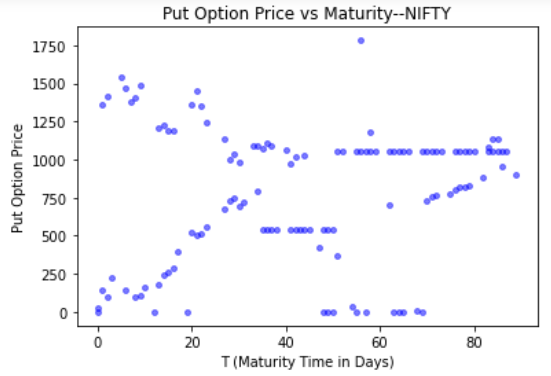 Put Option Price vs Maturity--NIFTY
1750
1500
1250
1000
750
500
250
0
Put Option Price
0 20 40 60 80
T (Maturity Time in Days)